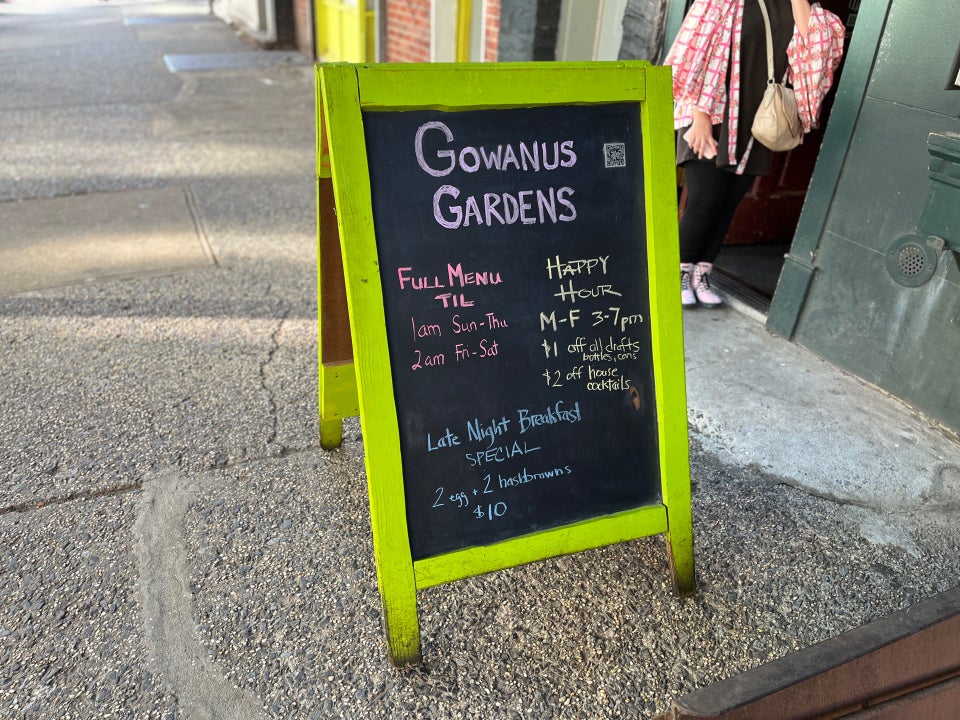 GOWANUS
GARDENS
FULL MENU
TIL
1am Sun-Thu
2am Fri-Sat
HAPPY
HOUR
M-F 3-7pm
$1 off all drafts
bottles, cans
$2 off house
cocktails
Late Night Breakfast
SPECIAL
2 egg + 2 hashbrowns
$10